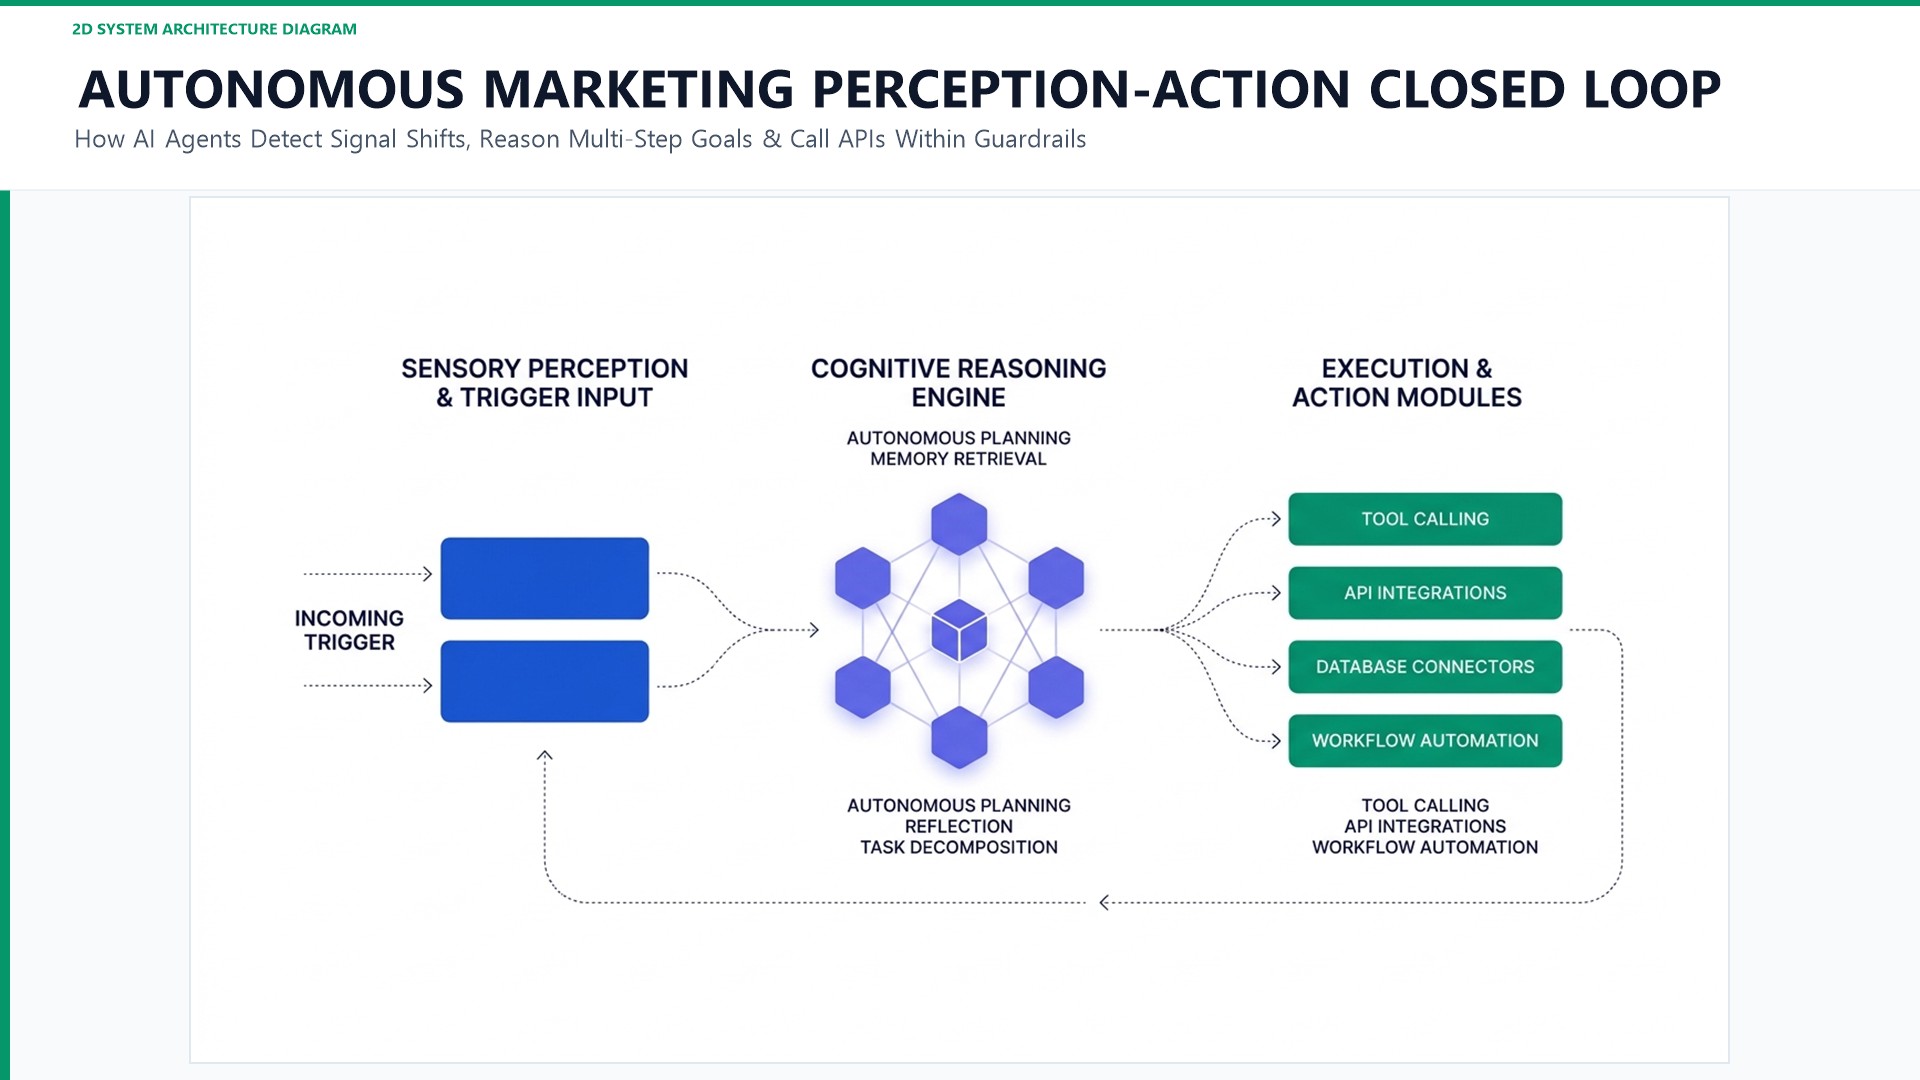 2D SYSTEM ARCHITECTURE DIAGRAM
AUTONOMOUS MARKETING PERCEPTION-ACTION CLOSED LOOP
How AI Agents Detect Signal Shifts, Reason Multi-Step Goals & Call APIs Within Guardrails
SENSORY PERCEPTION
& TRIGGER INPUT
INCOMING
TRIGGER
COGNITIVE REASONING
ENGINE
AUTONOMOUS PLANNING
MEMORY RETRIEVAL
AUTONOMOUS PLANNING
REFLECTION
TASK DECOMPOSITION
EXECUTION &
ACTION MODULES
TOOL CALLING
API INTEGRATIONS
DATABASE CONNECTORS
WORKFLOW AUTOMATION
TOOL CALLING
API INTEGRATIONS
WORKFLOW AUTOMATION